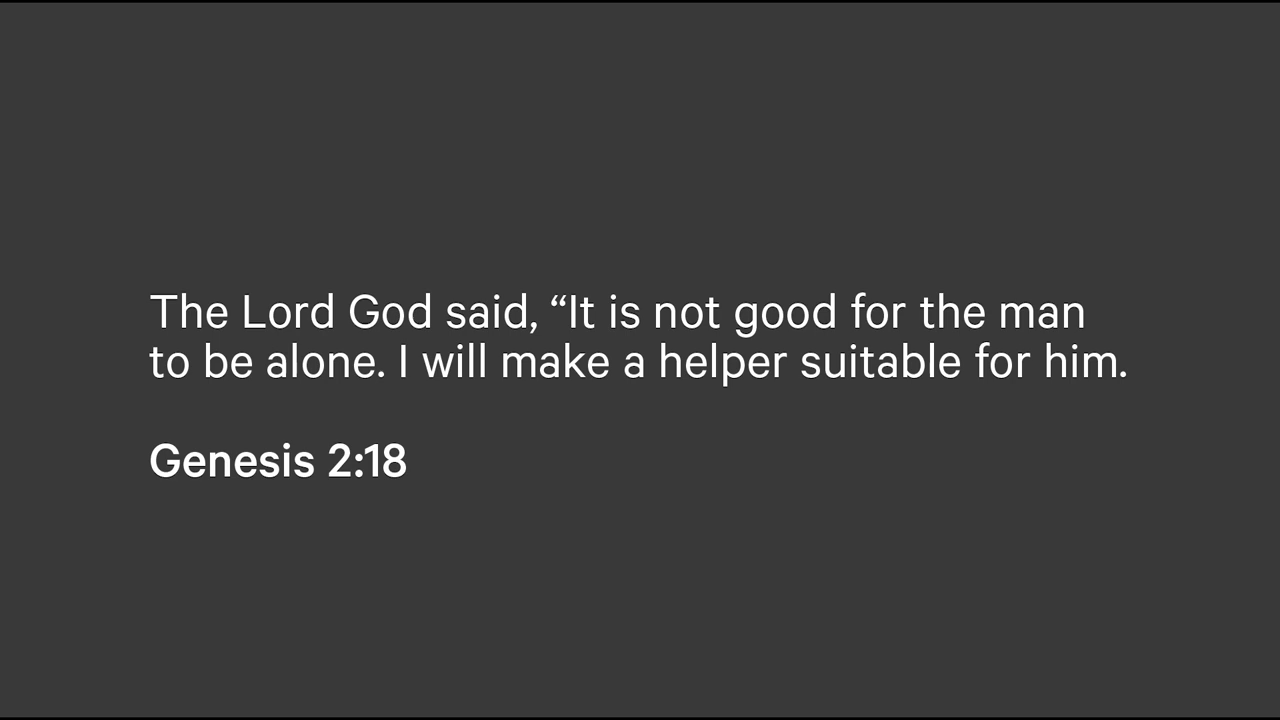 The Lord God said, “It is not good for the man
to be alone. I will make a helper suitable for him.
Genesis 2:18